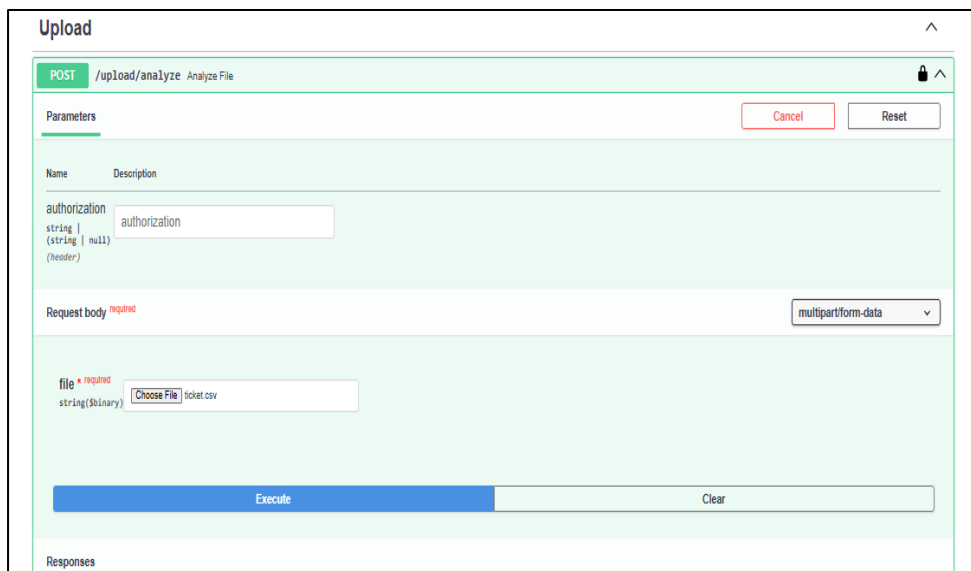 Upload
POST /upload/analyze Analyze File
Parameters Cancel Reset
Name Description
authorization
string |
(string | null)
(header)
authorization
Request body required multipart/form-data
file * required
string($binary)
Choose File ticket.csv
Execute Clear
Responses